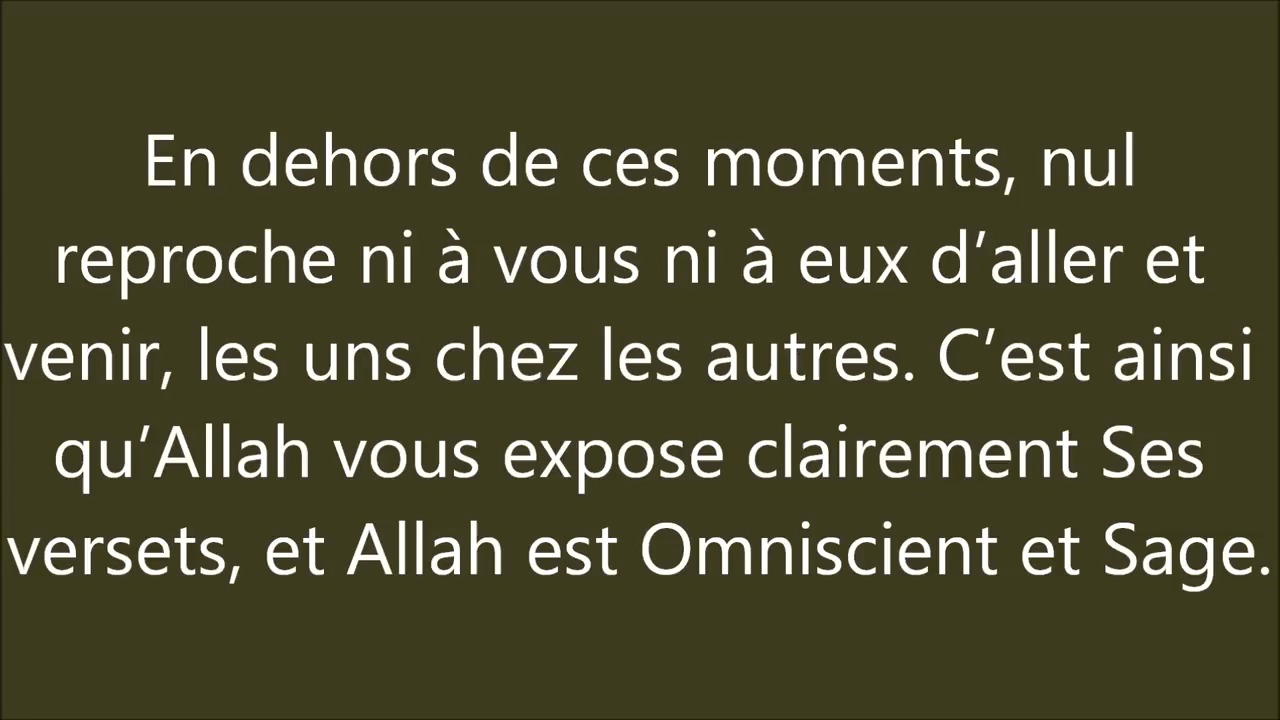 En dehors de ces moments, nul
reproche ni à vous ni à eux d’aller et
venir, les uns chez les autres. C’est ainsi
qu’Allah vous expose clairement Ses
versets, et Allah est Omniscient et Sage.